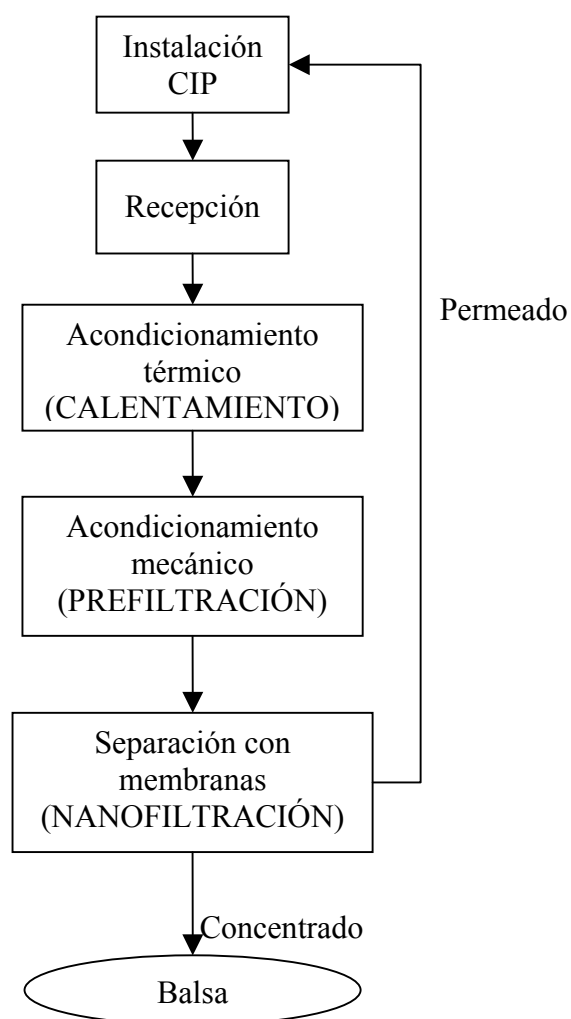 Instalación
CIP
Recepción
Permeado
Acondicionamiento
térmico
(CALENTAMIENTO)
Acondicionamiento
mecánico
(PREFILTRACIÓN)
Separación con
membranas
(NANOFILTRACIÓN)
Concentrado
Balsa